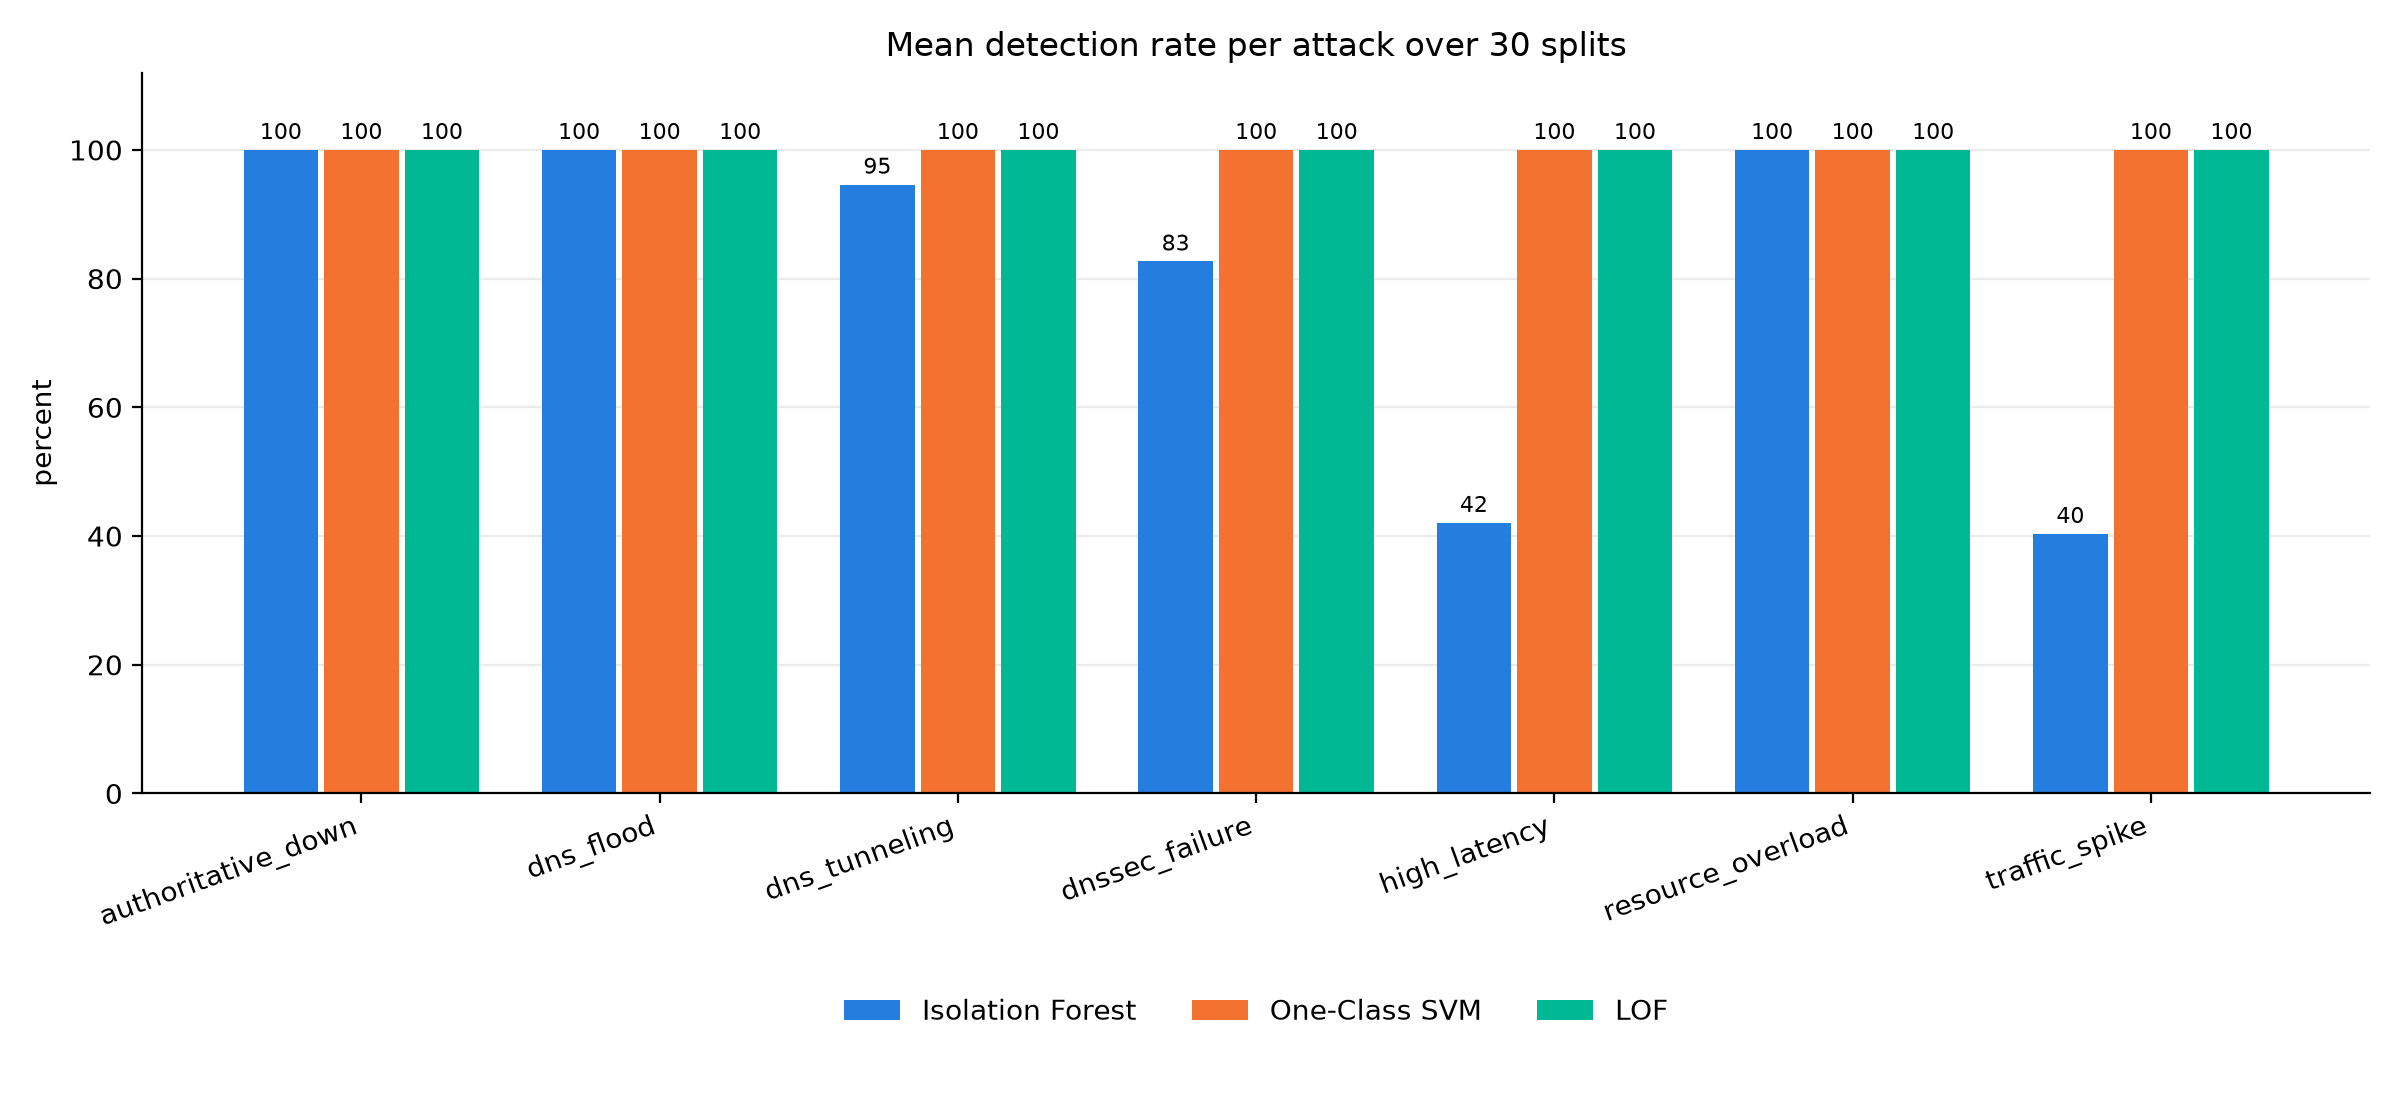 Mean detection rate per attack over 30 splits
percent
100
80
60
40
20
0
100 100 100 100 100 100 95 100 100 83 100 100 42 100 100 100 100 100 40 100 100
authoritative_down
dns_flood
dns_tunneling
dnssec_failure
high_latency
resource_overload
traffic_spike
Isolation Forest One-Class SVM LOF